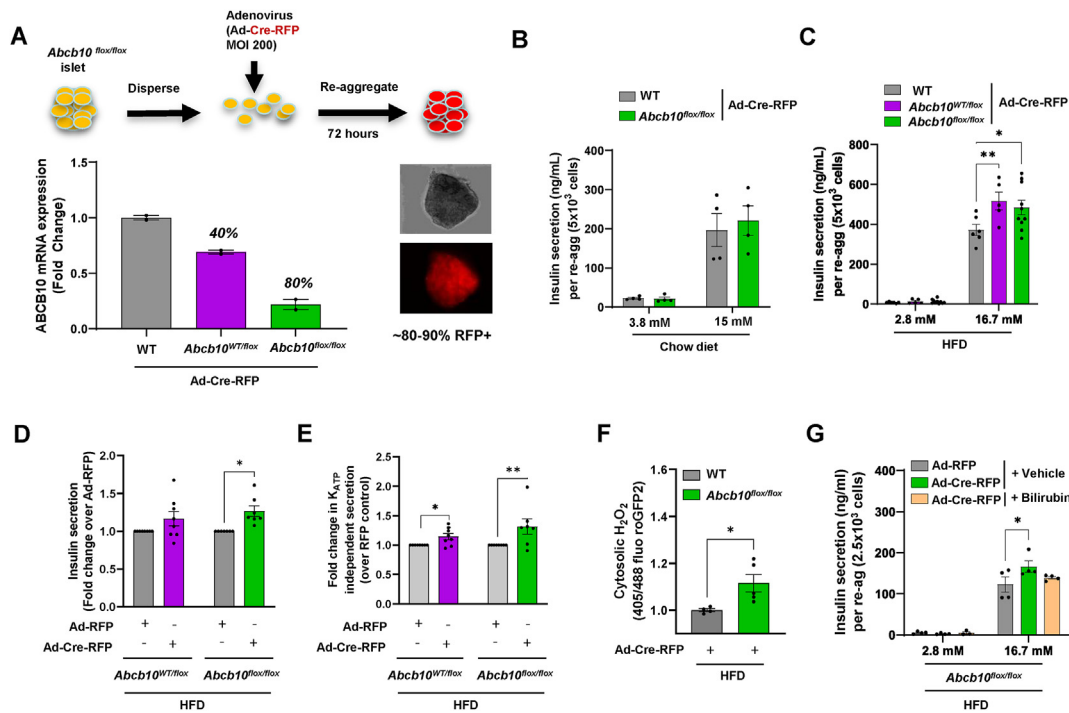 A
Abcb10 flox/flox
islet
Disperse
Adenovirus
(Ad-Cre-RFP
MOI 200)
Re-aggregate
72 hours
ABCB10 mRNA expression
(Fold Change)
1.5
1.0
0.5
0.0
40%
80%
WT
Abcb10WT/flox
Abcb10flox/flox
Ad-Cre-RFP
~80-90% RFP+
B
WT
Abcb10flox/flox
Ad-Cre-RFP
Insulin secretion (ng/mL)
per re-agg (5x10³ cells)
400
300
200
100
0
3.8 mM
15 mM
Chow diet
C
WT
Abcb10WT/flox
Abcb10flox/flox
Ad-Cre-RFP
Insulin secretion (ng/mL)
per re-agg (5x10³ cells)
800
600
400
200
0
*
**
2.8 mM
16.7 mM
HFD
D
Insulin secretion
(Fold change over Ad-RFP)
2.0
1.5
1.0
0.5
0.0
*
Ad-RFP + - + -
Ad-Cre-RFP - + - +
Abcb10WT/flox
Abcb10flox/flox
HFD
E
Fold change in KATP
independent secretion
(over RFP control)
2.5
2.0
1.5
1.0
0.5
0.0
*
**
Ad-RFP + - + -
Ad-Cre-RFP - + - +
Abcb10WT/flox
Abcb10flox/flox
HFD
F
WT
Abcb10flox/flox
Cytosolic H₂O₂
(405/488 fluo roGFP2)
1.6
1.4
1.2
1.0
*
Ad-Cre-RFP + +
HFD
G
Ad-RFP
Ad-Cre-RFP
+ Vehicle
Ad-Cre-RFP
+ Bilirubin
Insulin secretion (ng/ml)
per re-ag (2.5x10³ cells)
400
300
200
100
0
*
2.8 mM
16.7 mM
Abcb10flox/flox
HFD